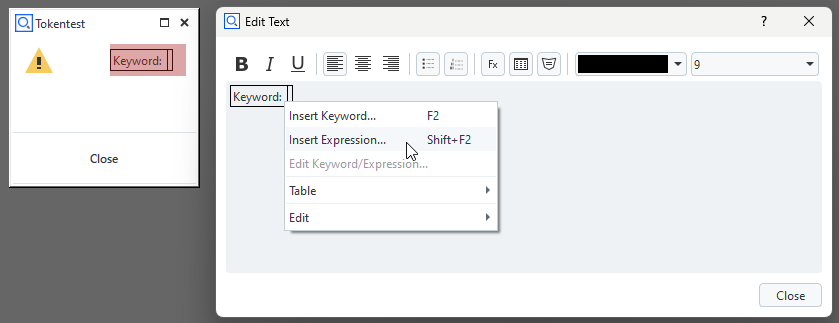 Tokentest
Keyword:
Close
Edit Text
?
B I U
Fx
9
Keyword:
Insert Keyword... F2
Insert Expression... Shift+F2
Edit Keyword/Expression...
Table
Edit
Close